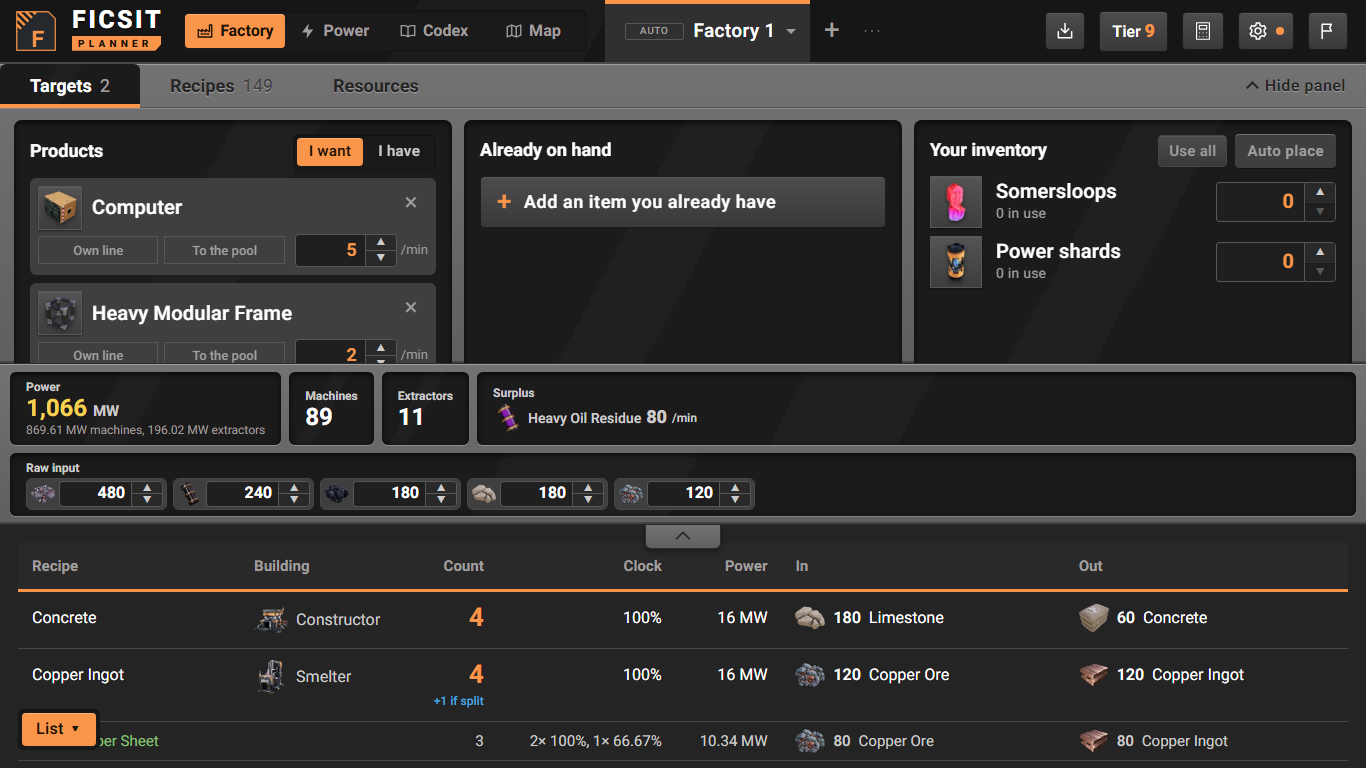 FICSIT
PLANNER
F
Factory
Power
Codex
Map
AUTO
Factory 1
+
...
Tier 9
Targets 2
Recipes 149
Resources
Hide panel
Products
I want
I have
Computer
Own line
To the pool
5
/min
Heavy Modular Frame
Own line
To the pool
2
/min
Already on hand
+ Add an item you already have
Your inventory
Use all
Auto place
Somersloops
0 in use
0
Power shards
0 in use
0
Power
1,066 MW
869.61 MW machines, 196.02 MW extractors
Machines
89
Extractors
11
Surplus
Heavy Oil Residue 80 /min
Raw input
480
240
180
180
120
Recipe Building Count Clock Power In Out
Concrete Constructor 4 100% 16 MW 180 Limestone 60 Concrete
Copper Ingot Smelter 4 100% 16 MW 120 Copper Ore 120 Copper Ingot
+1 if split
List
Sheet 3 2× 100%, 1× 66.67% 10.34 MW 80 Copper Ore 80 Copper Ingot